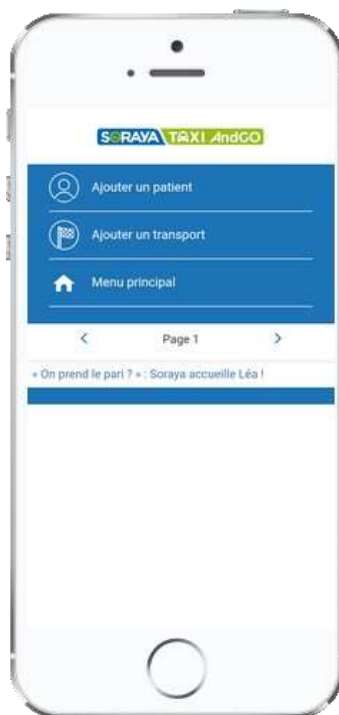 SORAYA TAXI AndGO
Ajouter un patient
Ajouter un transport
Menu principal
< Page 1 >
« On prend le pari ? » : Soraya accueille Léa !